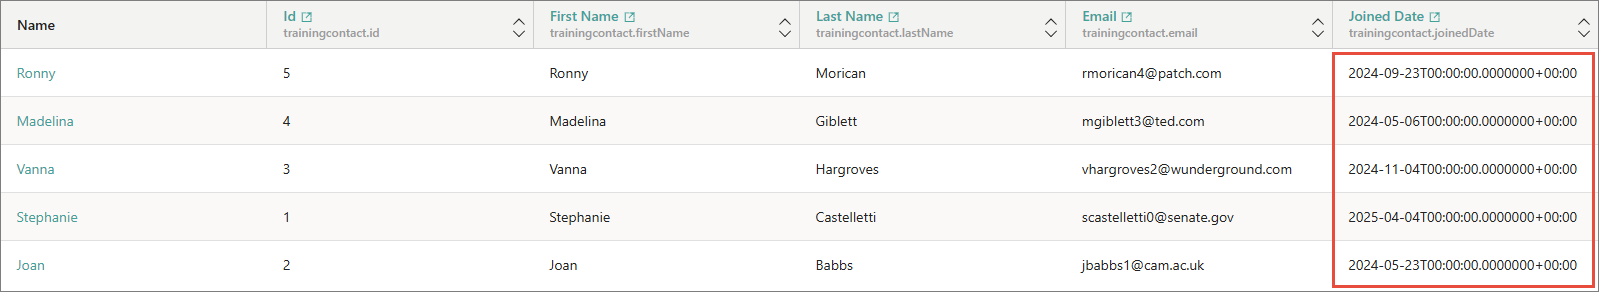 Name Id First Name Last Name Email Joined Date
trainingcontact.id trainingcontact.firstName trainingcontact.lastName trainingcontact.email trainingcontact.joinedDate
Ronny 5 Ronny Morican rmorican4@patch.com 2024-09-23T00:00:00.0000000+00:00
Madelina 4 Madelina Giblett mgiblett3@ted.com 2024-05-06T00:00:00.0000000+00:00
Vanna 3 Vanna Hargroves vhargroves2@wunderground.com 2024-11-04T00:00:00.0000000+00:00
Stephanie 1 Stephanie Castelletti scastelletti0@senate.gov 2025-04-04T00:00:00.0000000+00:00
Joan 2 Joan Babbs jbabbs1@cam.ac.uk 2024-05-23T00:00:00.0000000+00:00